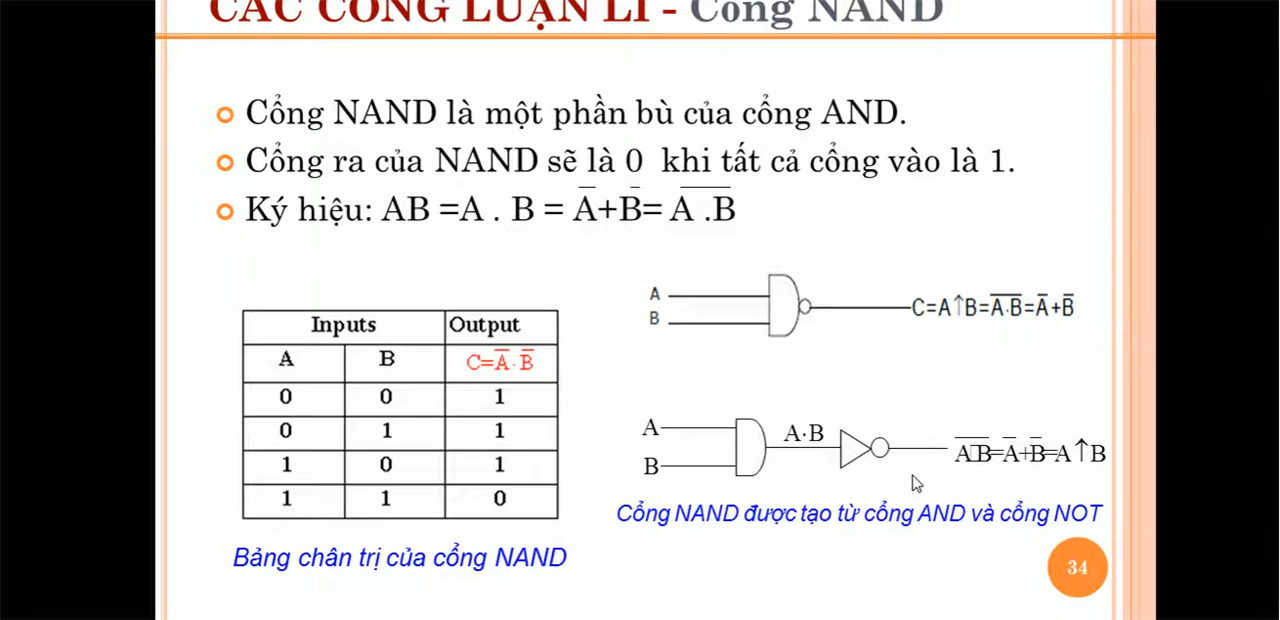 CÁC CỔNG LUẬN LÍ - Cổng NAND
Cổng NAND là một phần bù của cổng AND.
Cổng ra của NAND sẽ là 0 khi tất cả cổng vào là 1.
Ký hiệu: AB =A . B = A̅+B̅= A̅ ̅.̅B̅
Inputs Output
A B C=A̅·B̅
0 0 1
0 1 1
1 0 1
1 1 0
Bảng chân trị của cổng NAND
A
B
C=A↑B=A̅·̅B̅=A̅+B̅
A
B
A·B
A̅B̅=A̅+B̅=A↑B
Cổng NAND được tạo từ cổng AND và cổng NOT
34